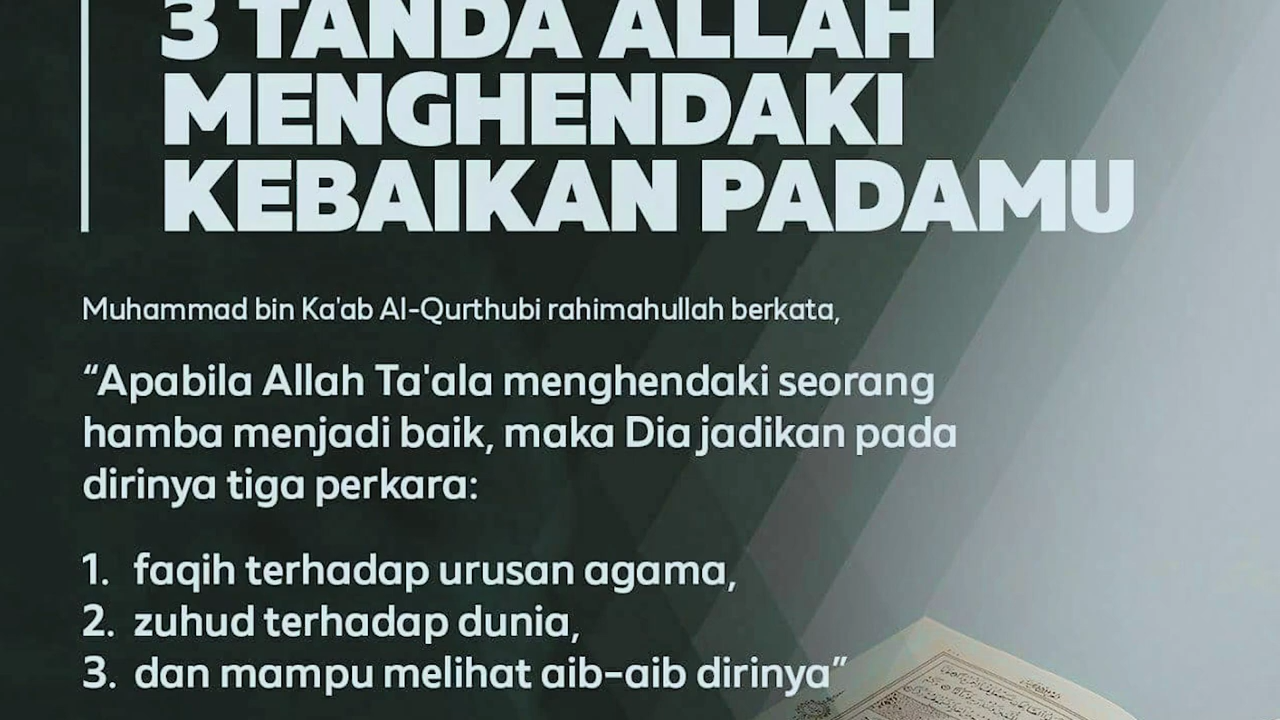 3 TANDA ALLAH
MENGHENDAKI
KEBAIKAN PADAMU
Muhammad bin Ka'ab Al-Qurthubi rahimahullah berkata,
“Apabila Allah Ta'ala menghendaki seorang
hamba menjadi baik, maka Dia jadikan pada
dirinya tiga perkara:
1. faqih terhadap urusan agama,
2. zuhud terhadap dunia,
3. dan mampu melihat aib-aib dirinya”